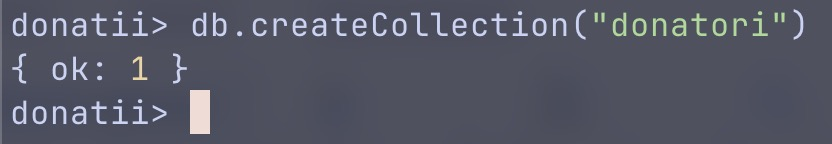 donatii> db.createCollection("donatori")
{ ok: 1 }
donatii>